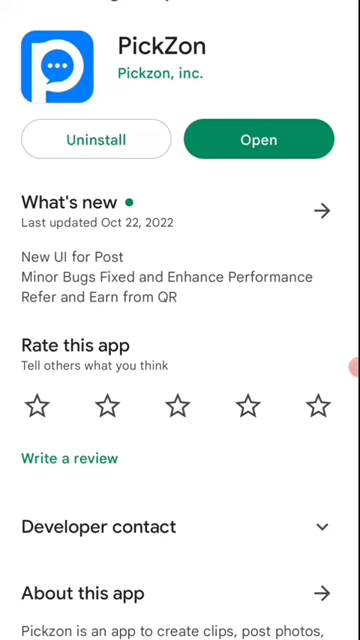 PickZon
Pickzon, inc.
Uninstall
Open
What's new
Last updated Oct 22, 2022
New UI for Post
Minor Bugs Fixed and Enhance Performance
Refer and Earn from QR
Rate this app
Tell others what you think
Write a review
Developer contact
About this app
Pickzon is an app to create clips, post photos,